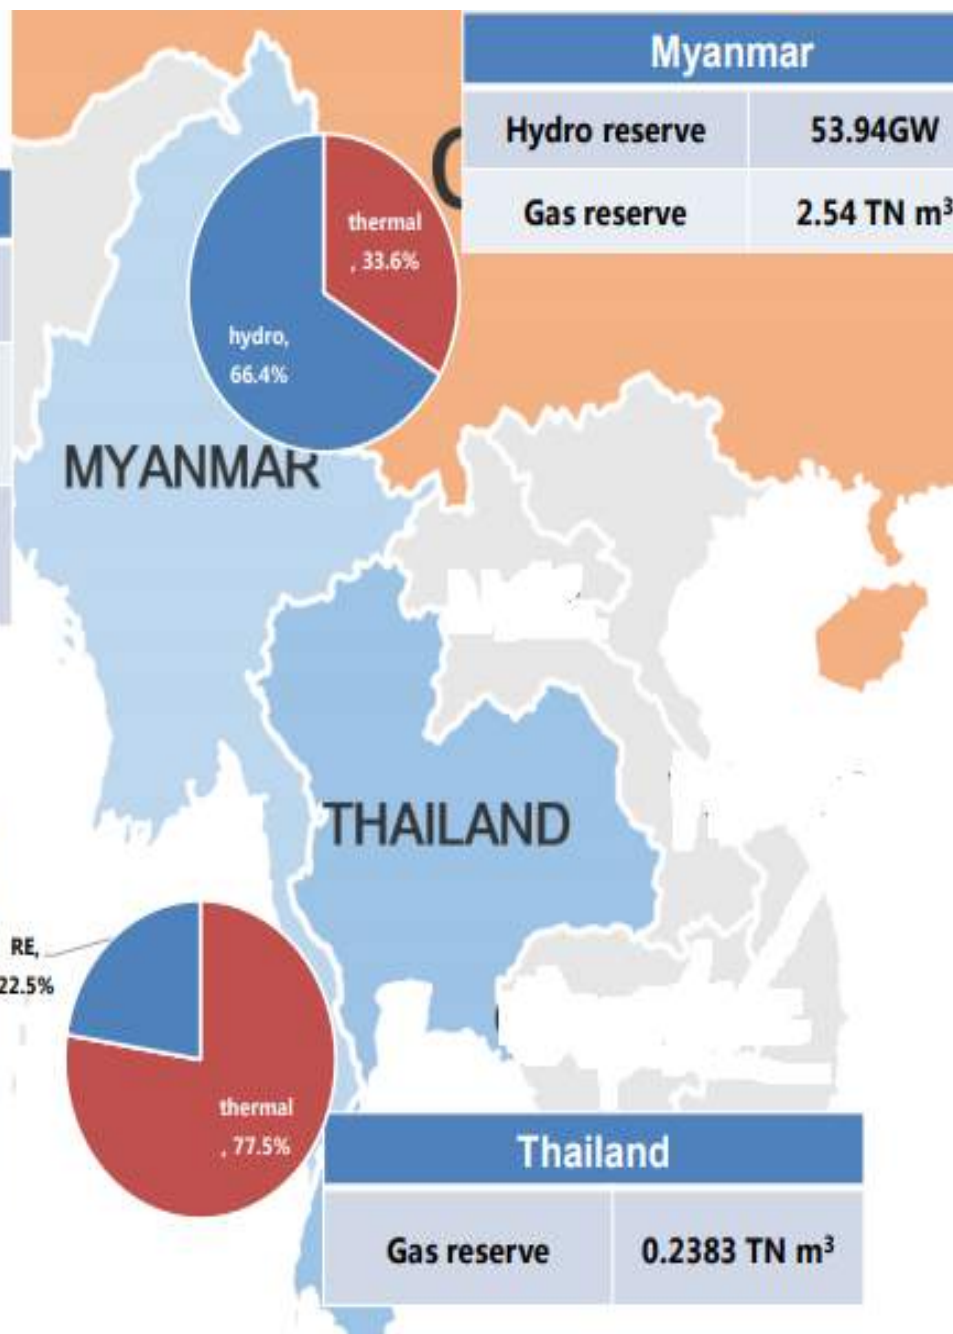 Myanmar
Hydro reserve 53.94GW
Gas reserve 2.54 TN m³
thermal
, 33.6%
hydro,
66.4%
MYANMAR
THAILAND
RE,
22.5%
thermal
, 77.5%
Thailand
Gas reserve 0.2383 TN m³